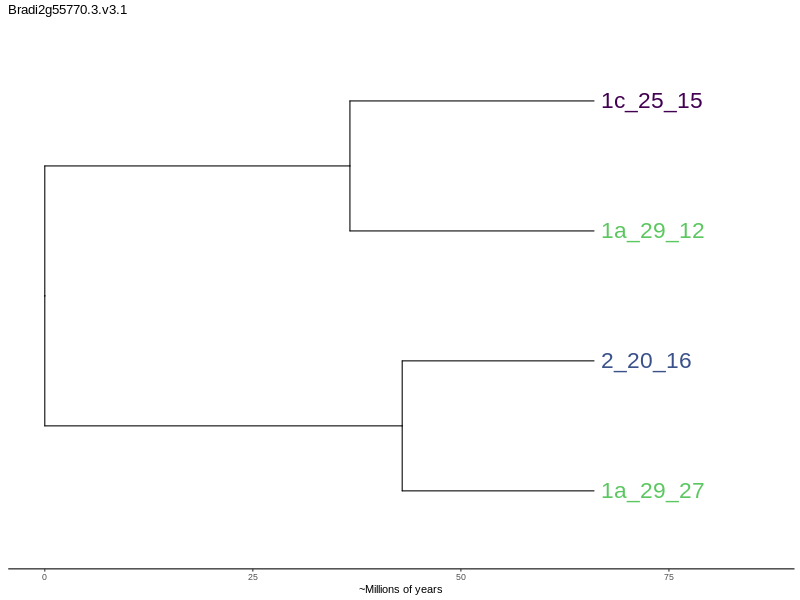 Bradi2g55770.3.v3.1
1c_25_15
1a_29_12
2_20_16
1a_29_27
0 25 50 75
~Millions of years